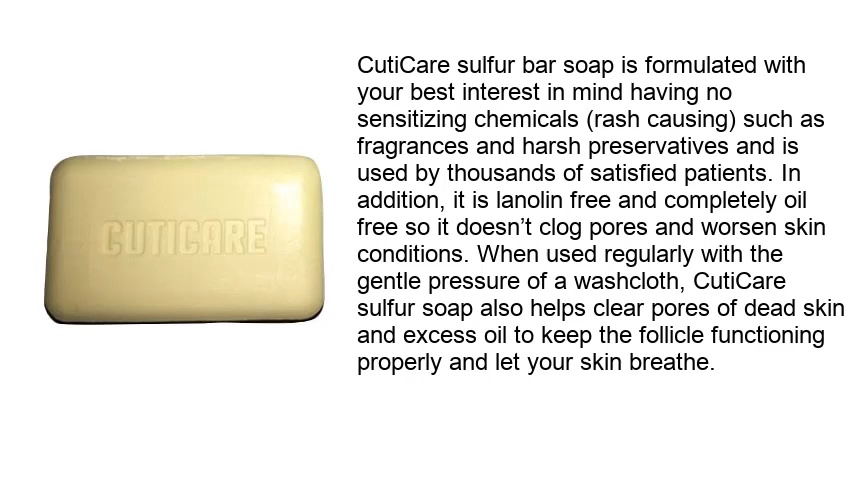 CUTICARE
CutiCare sulfur bar soap is formulated with
your best interest in mind having no
sensitizing chemicals (rash causing) such as
fragrances and harsh preservatives and is
used by thousands of satisfied patients. In
addition, it is lanolin free and completely oil
free so it doesn’t clog pores and worsen skin
conditions. When used regularly with the
gentle pressure of a washcloth, CutiCare
sulfur soap also helps clear pores of dead skin
and excess oil to keep the follicle functioning
properly and let your skin breathe.